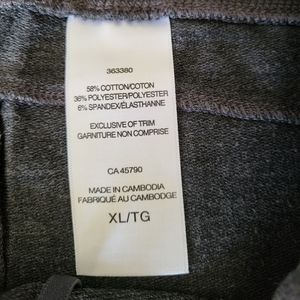 363380
58% COTTON/COTON
36% POLYESTER/POLYESTER
6% SPANDEX/ÉLASTHANNE
EXCLUSIVE OF TRIM
GARNITURE NON COMPRISE
CA 45790
MADE IN CAMBODIA
FABRIQUÉ AU CAMBODGE
XL/TG